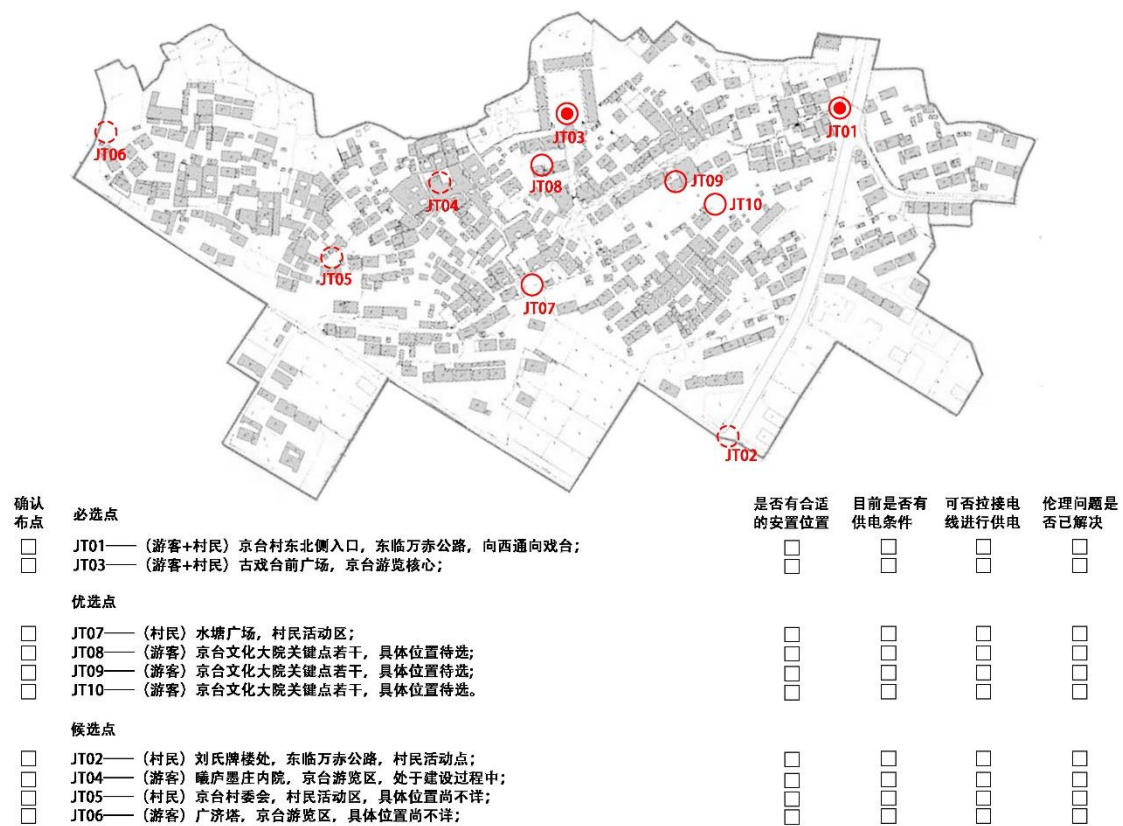 JT03
JT01
JT06
JT08
JT09
JT04
JT10
JT05
JT07
JT02
确认布点
必选点
是否有合适的安置位置
目前是否有供电条件
可否拉接电线进行供电
伦理问题是否已解决
JT01——（游客+村民）京台村东北侧入口，东临万赤公路，向西通向戏台；
JT03——（游客+村民）古戏台前广场，京台游览核心；
优选点
JT07——（村民）水塘广场，村民活动区；
JT08——（游客）京台文化大院关键点若干，具体位置待选；
JT09——（游客）京台文化大院关键点若干，具体位置待选；
JT10——（游客）京台文化大院关键点若干，具体位置待选。
候选点
JT02——（村民）刘氏牌楼处，东临万赤公路，村民活动点；
JT04——（游客）曦庐墨庄内院，京台游览区，处于建设过程中；
JT05——（村民）京台村委会，村民活动区，具体位置尚不详；
JT06——（游客）广济塔，京台游览区，具体位置尚不详；